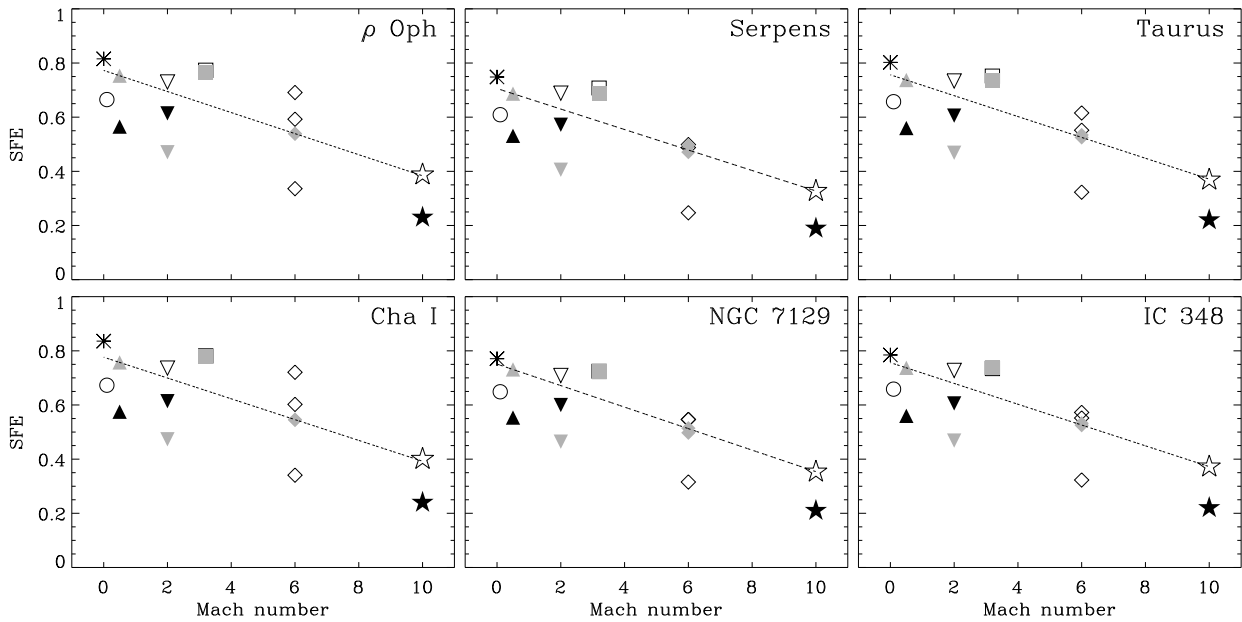 ρ Oph
Serpens
Taurus
1
0.8
0.6
0.4
0.2
0
SFE
Cha I
NGC 7129
IC 348
1
0.8
0.6
0.4
0.2
0
SFE
0 2 4 6 8 10
0 2 4 6 8 10
0 2 4 6 8 10
Mach number
Mach number
Mach number